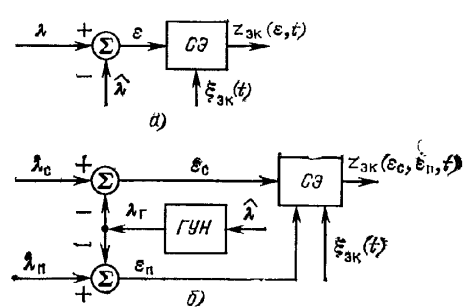 λ + ε СЭ z_эк(ε,t)
− λ̂ ξ_эк(t)
а)
λ_с + ε_с СЭ z_эк(ε_с, ε_п, t)
− λ_г ГУН λ̂
− ξ_эк(t)
λ_п + ε_п
б)